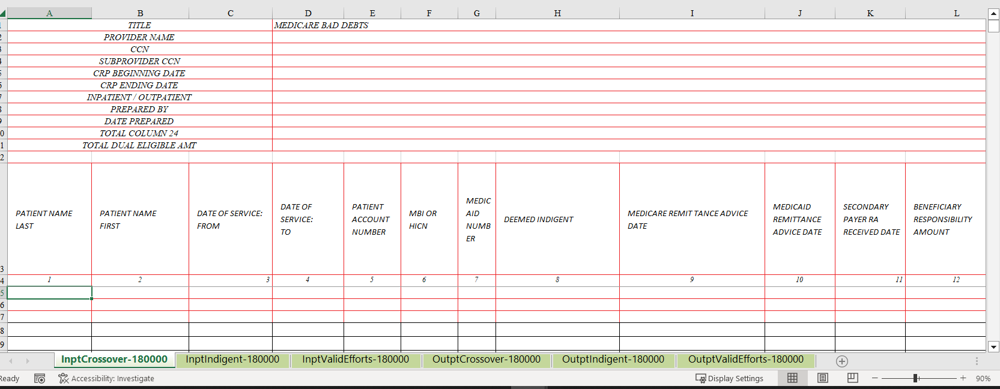 A B C D E F G H I J K L
TITLE MEDICARE BAD DEBTS
2 PROVIDER NAME
3 CCN
4 SUBPROVIDER CCN
5 CRP BEGINNING DATE
CRP ENDING DATE
7 INPATIENT / OUTPATIENT
8 PREPARED BY
9 DATE PREPARED
0 TOTAL COLUMN 24
1 TOTAL DUAL ELIGIBLE AMT
2
PATIENT NAME
LAST
PATIENT NAME
FIRST
DATE OF SERVICE:
FROM
DATE OF
SERVICE:
TO
PATIENT
ACCOUNT
NUMBER
MBI OR
HICN
MEDIC
AID
NUMB
ER
DEEMED INDIGENT
MEDICARE REMIT TANCE ADVICE
DATE
MEDICAID
REMITTANCE
ADVICE DATE
SECONDARY
PAYER RA
RECEIVED DATE
BENEFICIARY
RESPONSIBILITY
AMOUNT
3
4 1 2 3 4 5 6 7 8 9 10 11 12
5
6
7
8
9
InptCrossover-180000 InptIndigent-180000 InptValidEfforts-180000 OutptCrossover-180000 OutptIndigent-180000 OutptValidEfforts-180000
Ready Accessibility: Investigate Display Settings 90%